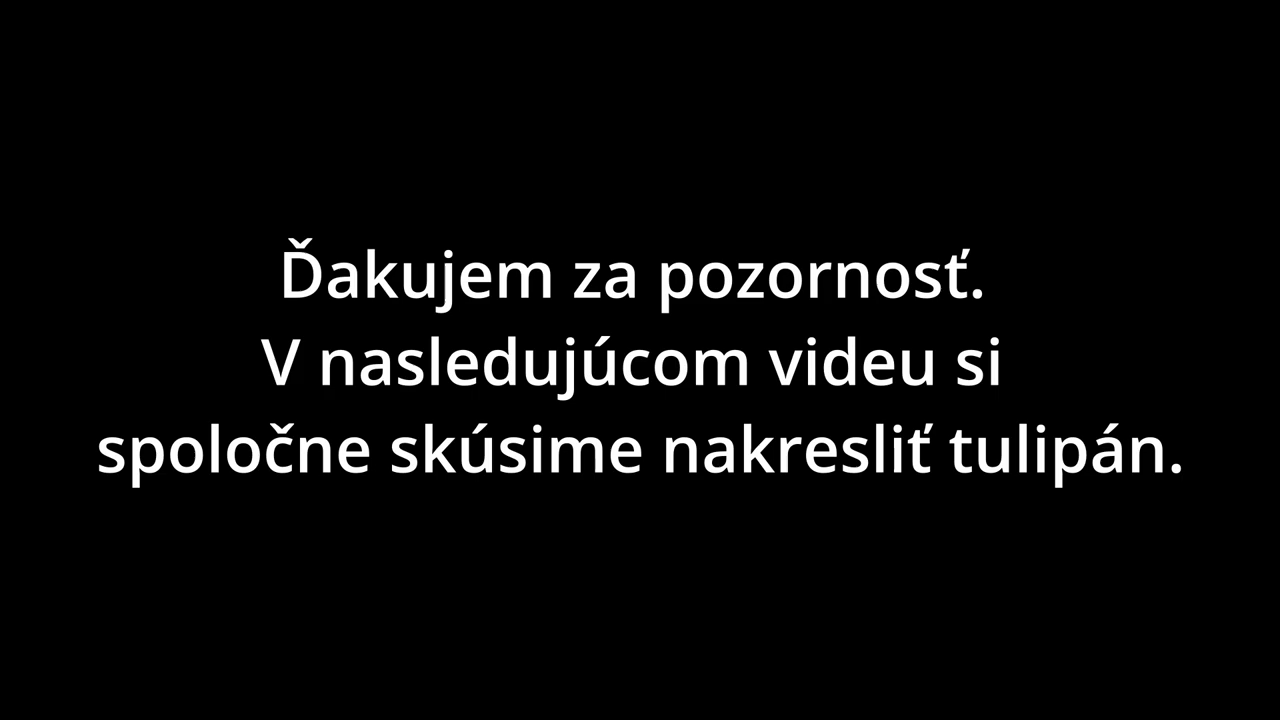 Ďakujem za pozornosť.
V nasledujúcom videu si
spoločne skúsime nakresliť tulipán.